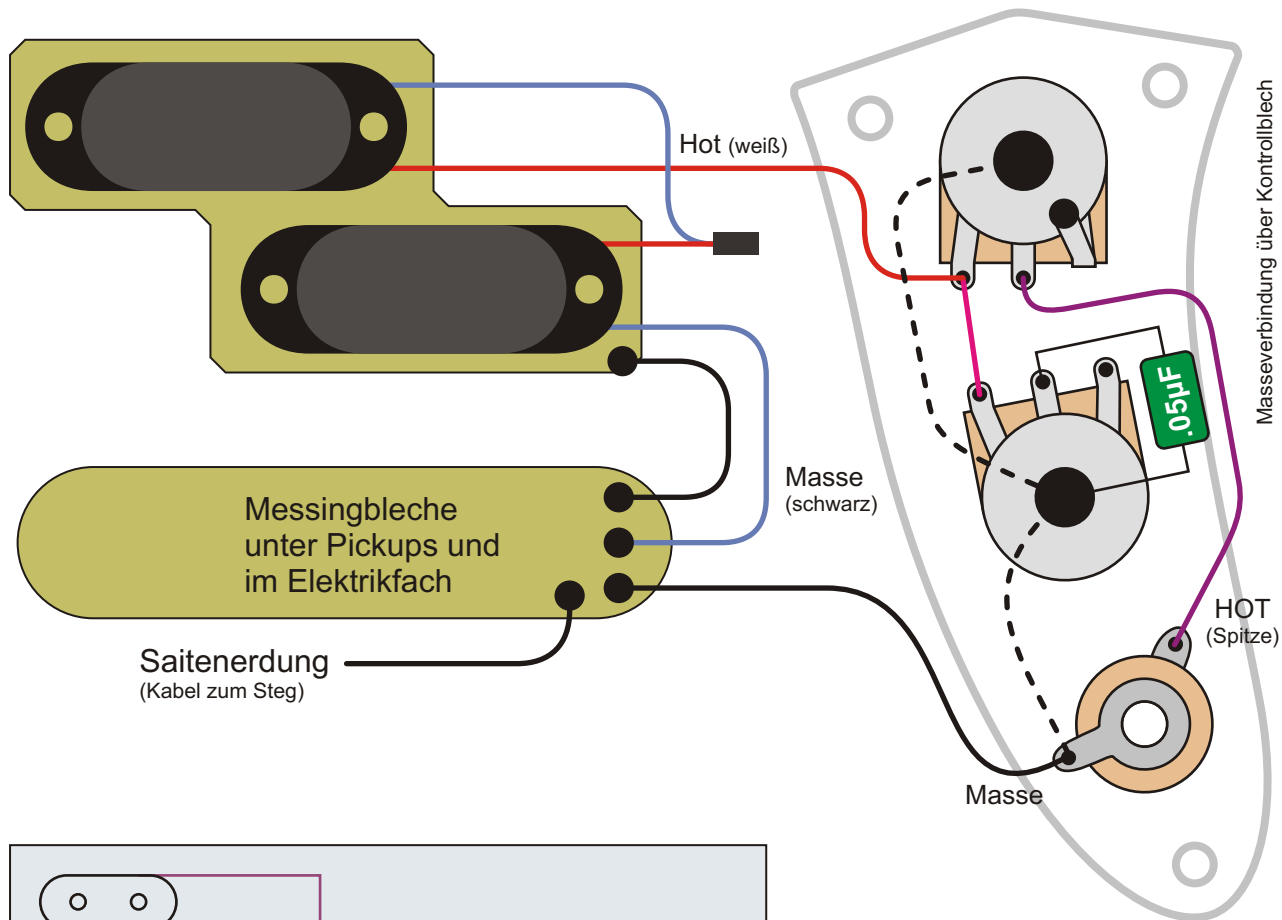 Hot (weiß)
Masseverbindung über Kontrollblech
.05µF
Masse
(schwarz)
Messingbleche
unter Pickups und
im Elektrikfach
HOT
(Spitze)
Saitenerdung
(Kabel zum Steg)
Masse